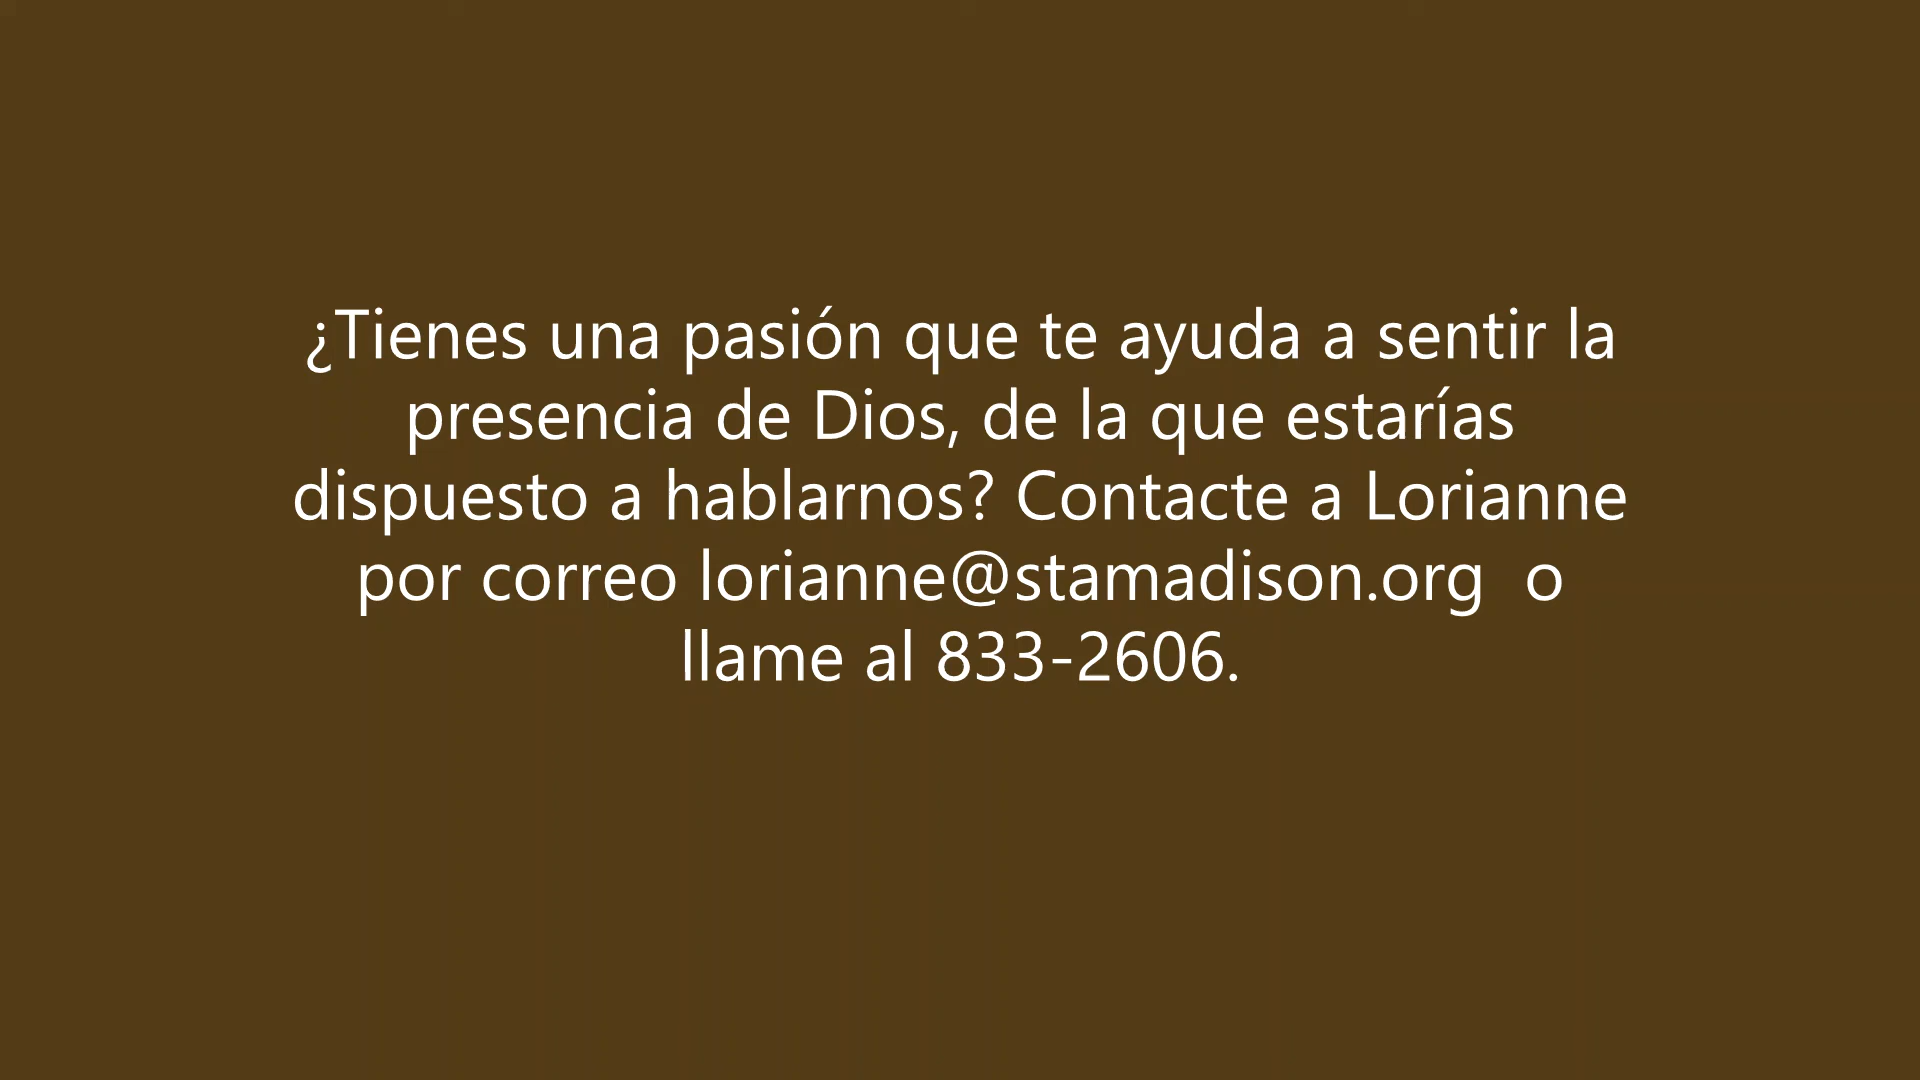 ¿Tienes una pasión que te ayuda a sentir la
presencia de Dios, de la que estarías
dispuesto a hablarnos? Contacte a Lorianne
por correo lorianne@stamadison.org  o
llame al 833-2606.